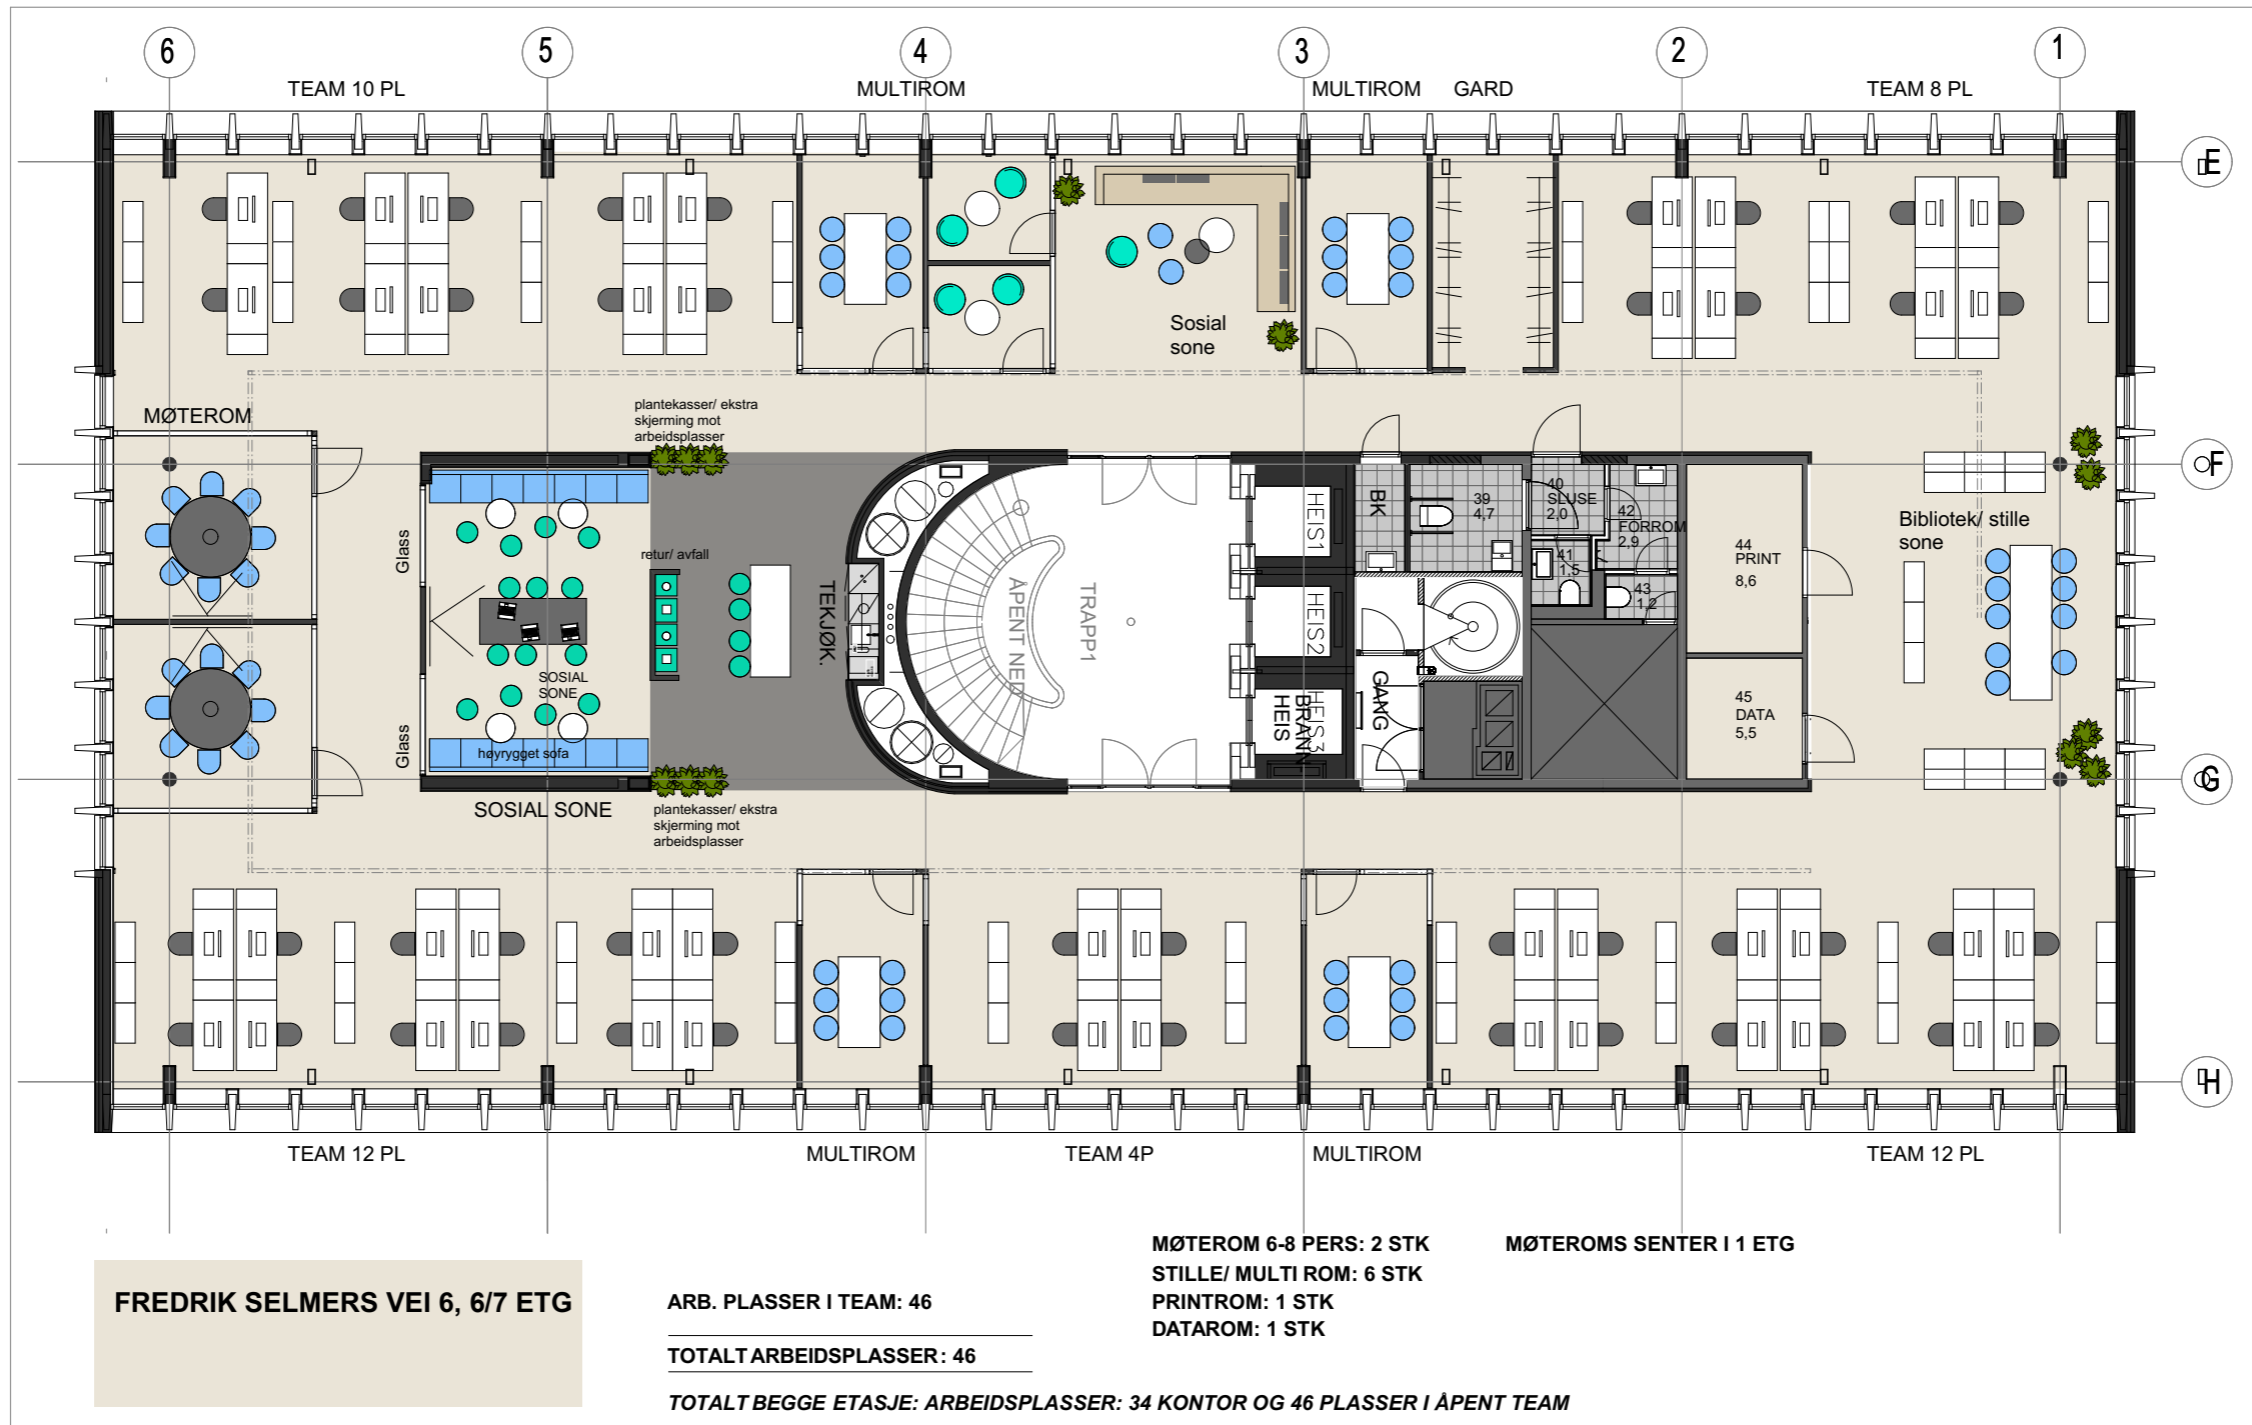 6
5
4
3
2
1
TEAM 10 PL
MULTIROM
MULTIROM
GARD
TEAM 8 PL
E
Sosial
sone
MØTEROM
plantekasser/ ekstra
skjerming mot
arbeidsplasser
F
Glass
retur/ avfall
TEKJØK.
ÅPENT NED
TRAPP1
HEIS1
HEIS2
HEIS3
BRANN
HEIS
BK
GANG
39
4,7
40
SLUSE
2,0
42
FORROM
2,9
41
1,5
43
1,2
44
PRINT
8,6
45
DATA
5,5
Bibliotek/ stille
sone
SOSIAL
SONE
Glass
høyrygget sofa
G
SOSIAL SONE
plantekasser/ ekstra
skjerming mot
arbeidsplasser
H
TEAM 12 PL
MULTIROM
TEAM 4P
MULTIROM
TEAM 12 PL
FREDRIK SELMERS VEI 6, 6/7 ETG
ARB. PLASSER I TEAM: 46
TOTALT ARBEIDSPLASSER: 46
MØTEROM 6-8 PERS: 2 STK
STILLE/ MULTI ROM: 6 STK
PRINTROM: 1 STK
DATAROM: 1 STK
MØTEROMS SENTER I 1 ETG
TOTALT BEGGE ETASJE: ARBEIDSPLASSER: 34 KONTOR OG 46 PLASSER I ÅPENT TEAM